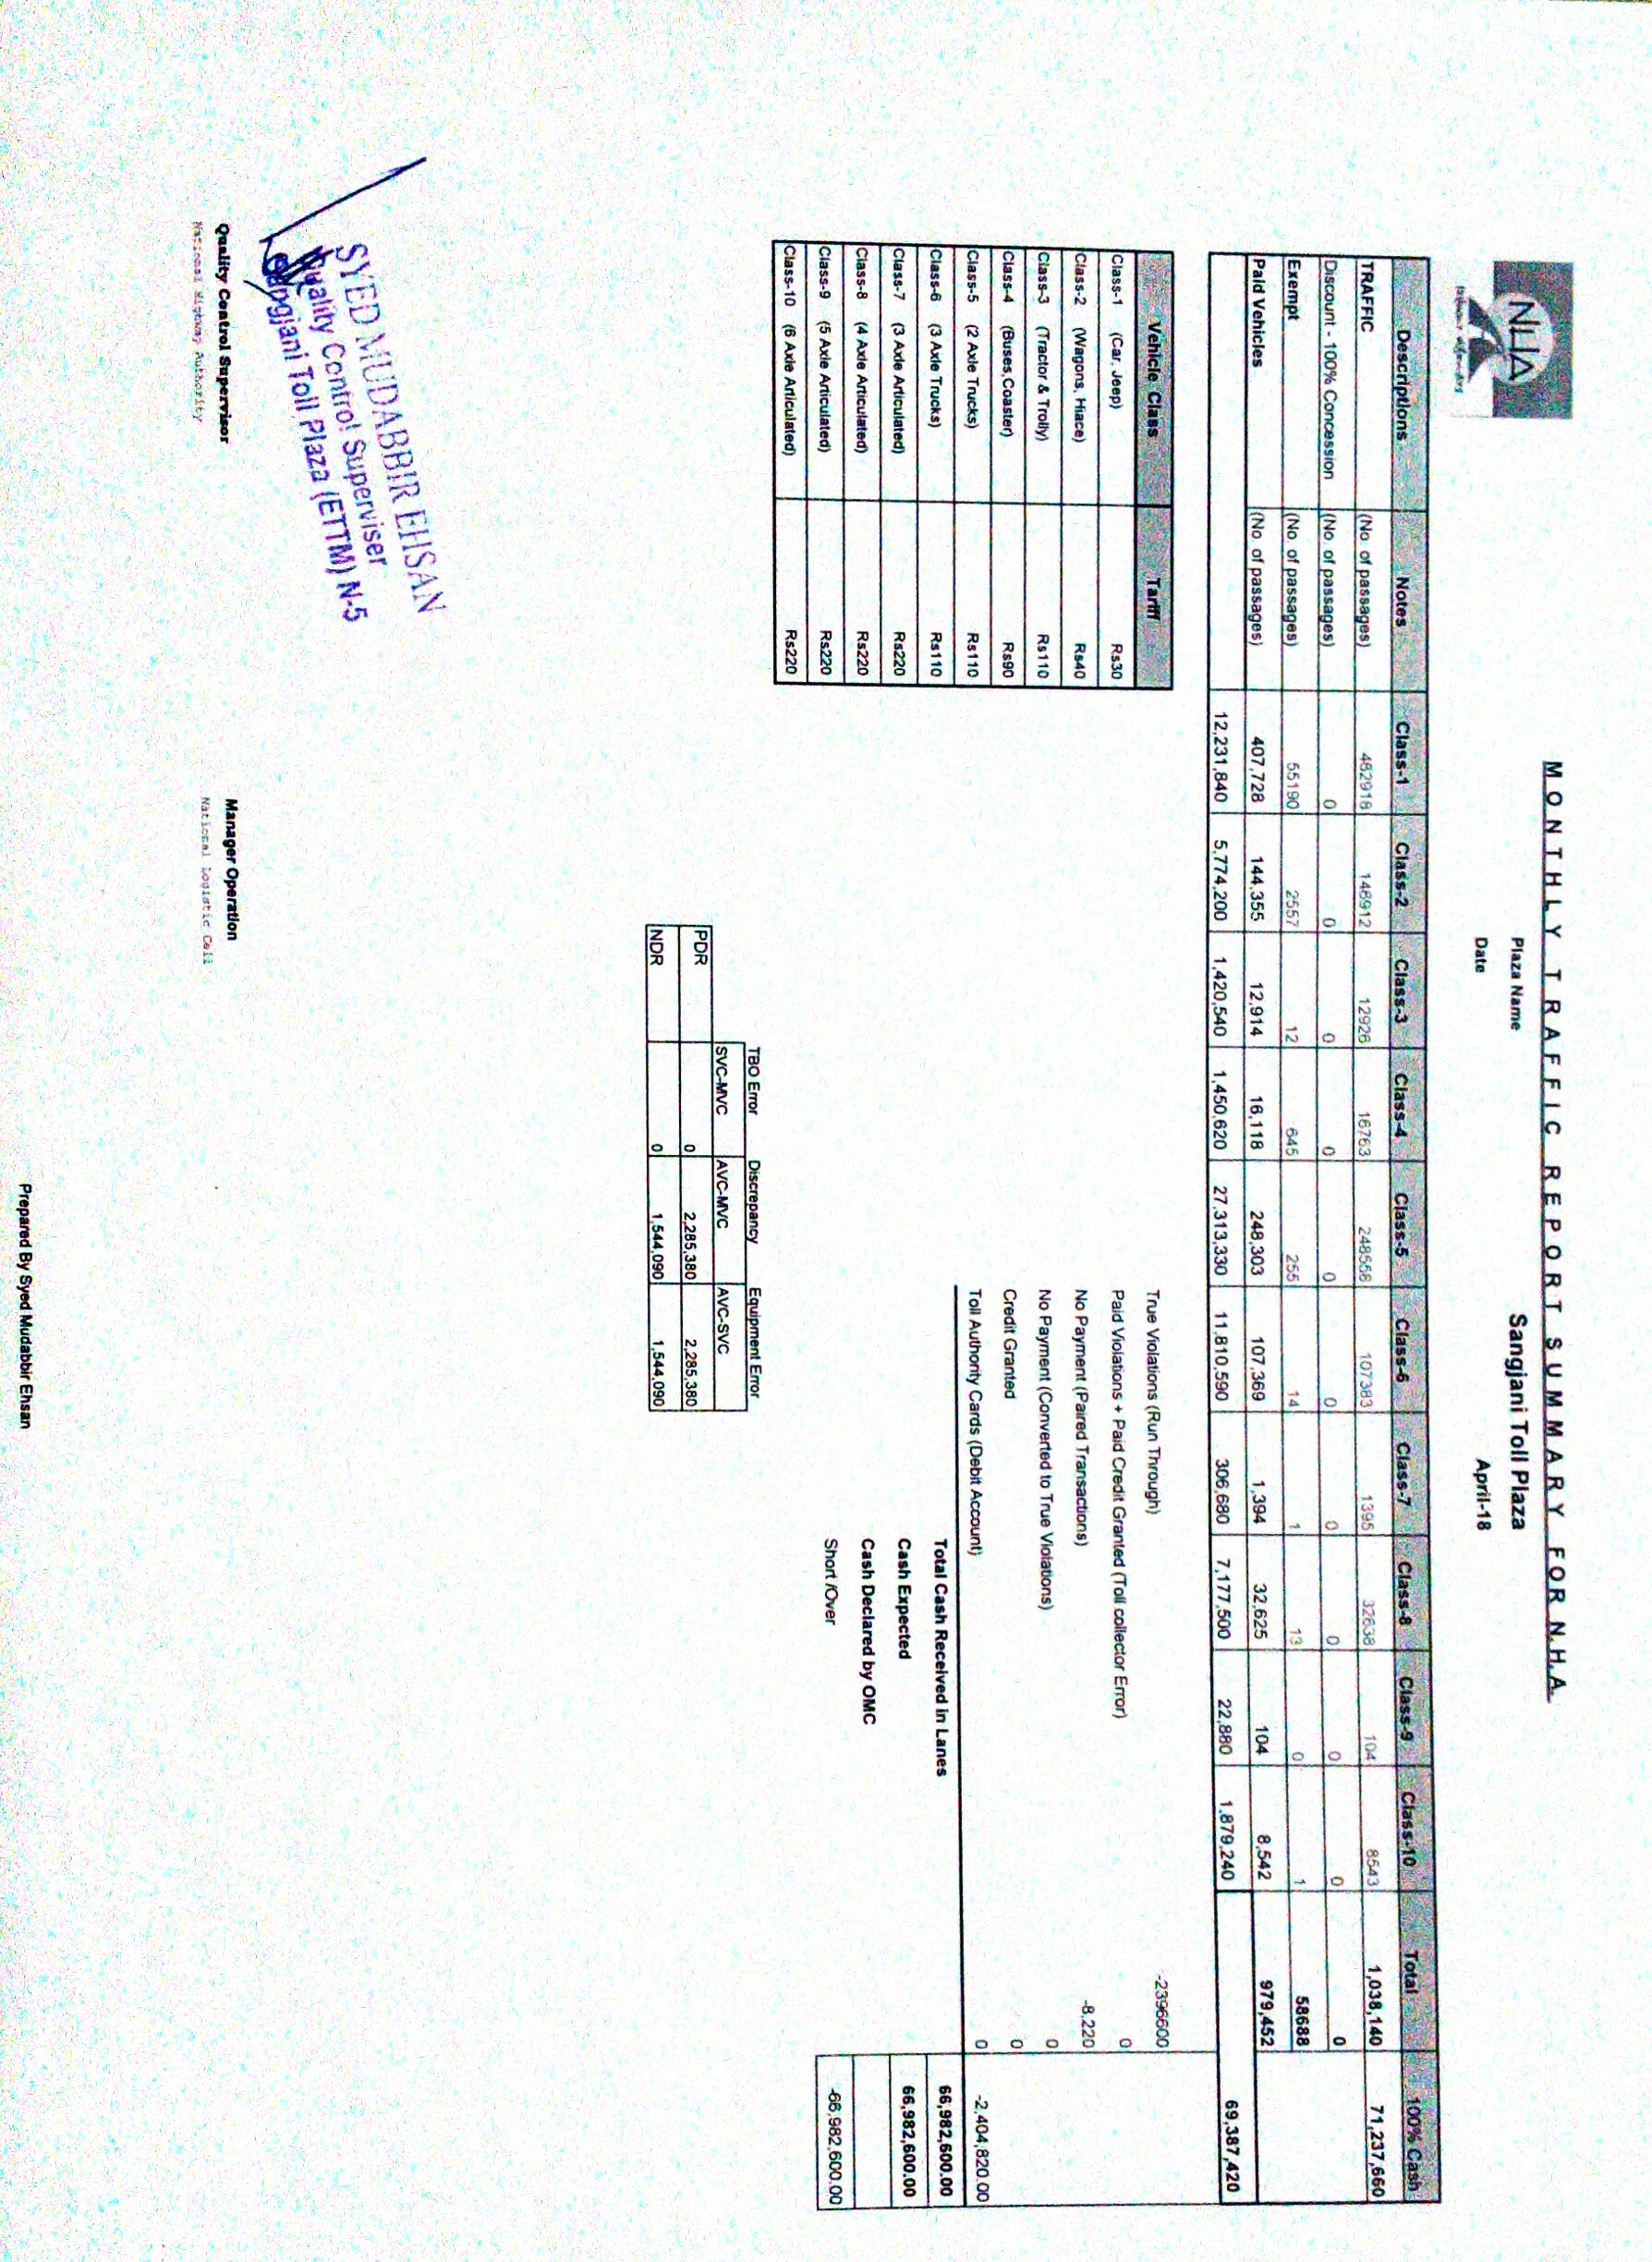 MONTHLY TRAFFIC REPORT SUMMARY FOR N.H.A.
NHA
Plaza Name Sangjani Toll Plaza
Date April-18
Descriptions Notes Class-1 Class-2 Class-3 Class-4 Class-5 Class-6 Class-7 Class-8 Class-9 Class-10 Total 100% Cash
TRAFFIC (No. of passages) 462918 146912 12926 16763 248558 107383 1395 32638 104 8543 1,038,140 71,237,660
Discount - 100% Concession (No. of passages) 0 0 0 0 0 0 0 0 0 0 0
Exempt (No. of passages) 55190 2557 12 645 255 14 1 13 0 1 58688
Paid Vehicles (No. of passages) 407,728 144,355 12,914 16,118 248,303 107,369 1,394 32,625 104 8,542 979,452
12,231,840 5,774,200 1,420,540 1,450,620 27,313,330 11,810,590 306,680 7,177,500 22,880 1,879,240 69,387,420
Vehicle Class Tariff
Class-1 (Car, Jeep) Rs30
Class-2 (Wagons, Hiace) Rs40
Class-3 (Tractor & Trolly) Rs110
Class-4 (Buses,Coaster) Rs90
Class-5 (2 Axle Trucks) Rs110
Class-6 (3 Axle Trucks) Rs110
Class-7 (3 Axle Articulated) Rs220
Class-8 (4 Axle Articulated) Rs220
Class-9 (5 Axle Articulated) Rs220
Class-10 (6 Axle Articulated) Rs220
True Violations (Run Through) -2396600
Paid Violations + Paid Credit Granted (Toll collector Error) 0
No Payment (Paired Transactions) -8,220
No Payment (Converted to True Violations) 0
Credit Granted 0
Toll Authority Cards (Debit Account) 0 -2,404,820.00
Total Cash Received in Lanes 66,982,600.00
Cash Expected 66,982,600.00
Cash Declared by OMC
Short /Over -66,982,600.00
TBO Error Discrepancy Equipment Error
SVC-MVC AVC-MVC AVC-SVC
PDR 0 2,285,380 2,285,380
NDR 0 1,544,090 1,544,090
SYED MUDABBIR EHSAN
Quality Control Superviser
Sangjani Toll Plaza (ETTM) N-5
Quality Control Supervisor
National Highway Authority
Manager Operation
National Logistic Cell
Prepared By Syed Mudabbir Ehsan